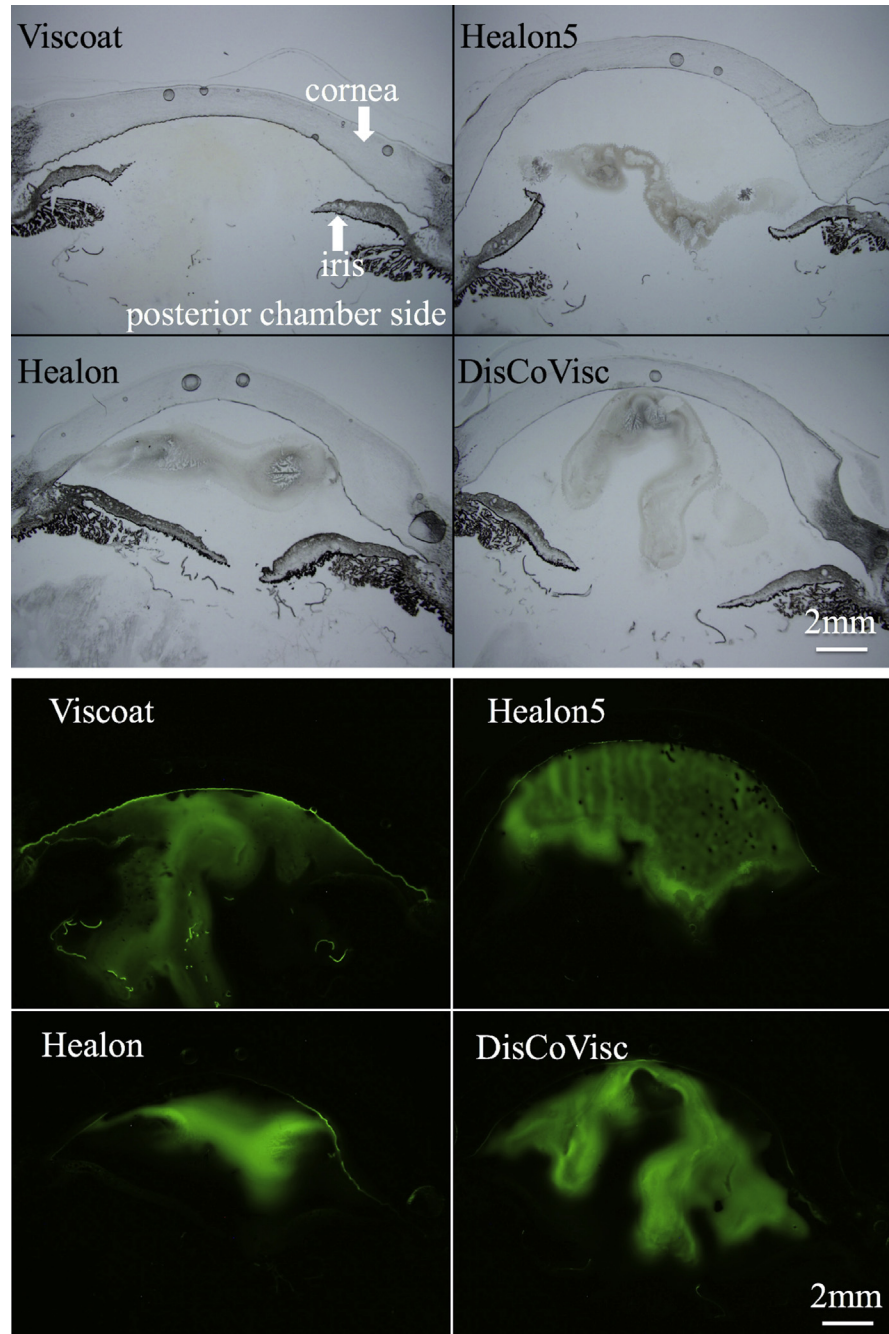 Viscoat
Healon5
cornea
iris
posterior chamber side
Healon
DisCoVisc
2mm
Viscoat
Healon5
Healon
DisCoVisc
2mm